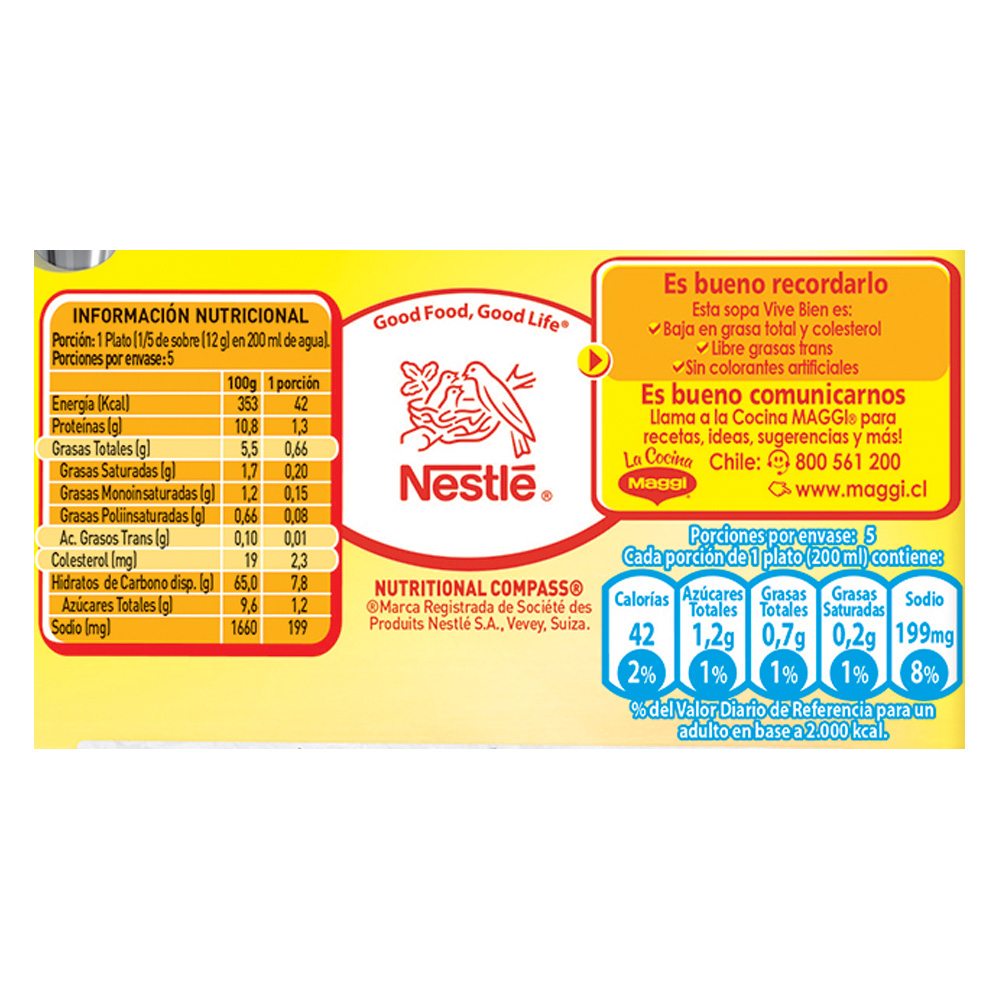 INFORMACIÓN NUTRICIONAL
Porción: 1 Plato (1/5 de sobre (12 g) en 200 ml de agua).
Porciones por envase: 5
100g 1 porción
Energía (Kcal) 353 42
Proteínas (g) 10,8 1,3
Grasas Totales (g) 5,5 0,66
Grasas Saturadas (g) 1,7 0,20
Grasas Monoinsaturadas (g) 1,2 0,15
Grasas Poliinsaturadas (g) 0,66 0,08
Ac. Grasos Trans (g) 0,10 0,01
Colesterol (mg) 19 2,3
Hidratos de Carbono disp. (g) 65,0 7,8
Azúcares Totales (g) 9,6 1,2
Sodio (mg) 1660 199
Good Food, Good Life®
Nestlé®
NUTRITIONAL COMPASS®
®Marca Registrada de Société des
Produits Nestlé S.A., Vevey, Suiza.
Es bueno recordarlo
Esta sopa Vive Bien es:
Baja en grasa total y colesterol
Libre grasas trans
Sin colorantes artificiales
Es bueno comunicarnos
Llama a la Cocina MAGGI® para
recetas, ideas, sugerencias y más!
La Cocina
Maggi
Chile: 800 561 200
www.maggi.cl
Porciones por envase: 5
Cada porción de 1 plato (200 ml) contiene:
Calorías
42
2%
Azúcares
Totales
1,2g
1%
Grasas
Totales
0,7g
1%
Grasas
Saturadas
0,2g
1%
Sodio
199mg
8%
% del Valor Diario de Referencia para un
adulto en base a 2.000 kcal.